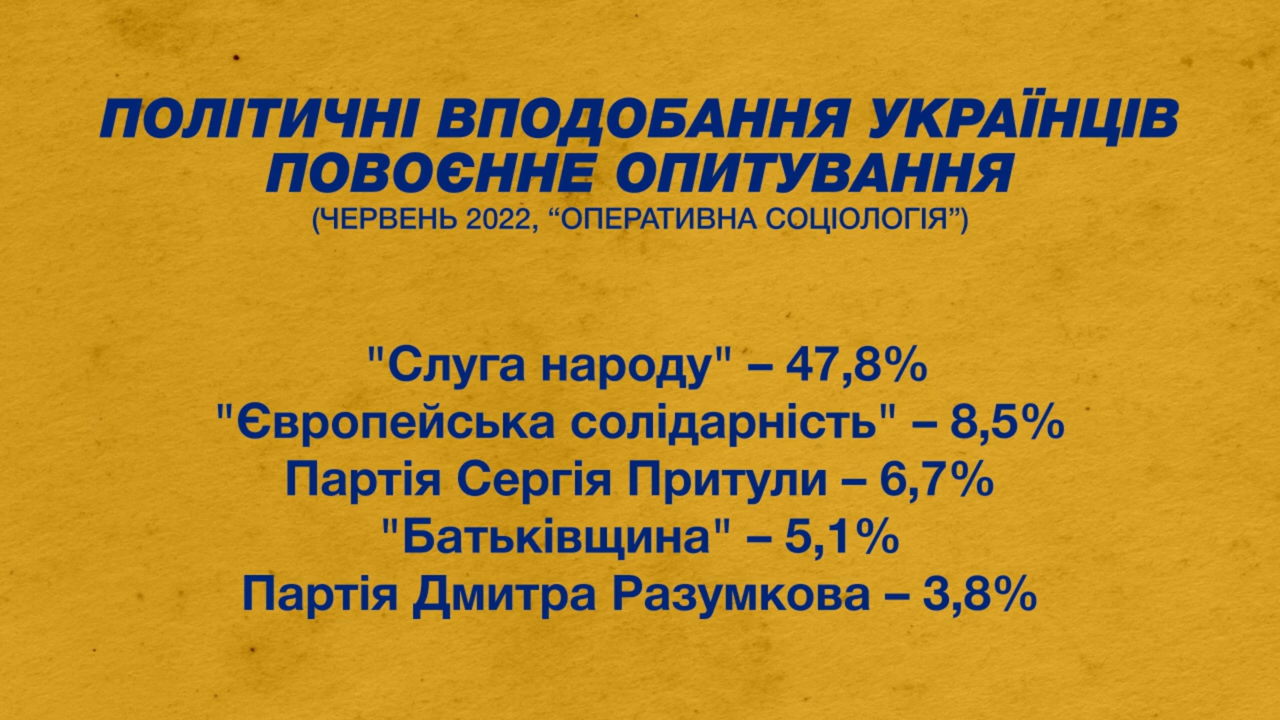 ПОЛІТИЧНІ ВПОДОБАННЯ УКРАЇНЦІВ
ПОВОЄННЕ ОПИТУВАННЯ
(ЧЕРВЕНЬ 2022, “ОПЕРАТИВНА СОЦІОЛОГІЯ”)
"Слуга народу" – 47,8%
"Європейська солідарність" – 8,5%
Партія Сергія Притули – 6,7%
"Батьківщина" – 5,1%
Партія Дмитра Разумкова – 3,8%